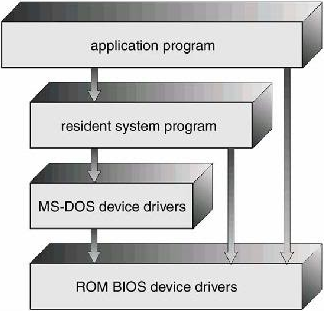 application program
resident system program
MS-DOS device drivers
ROM BIOS device drivers